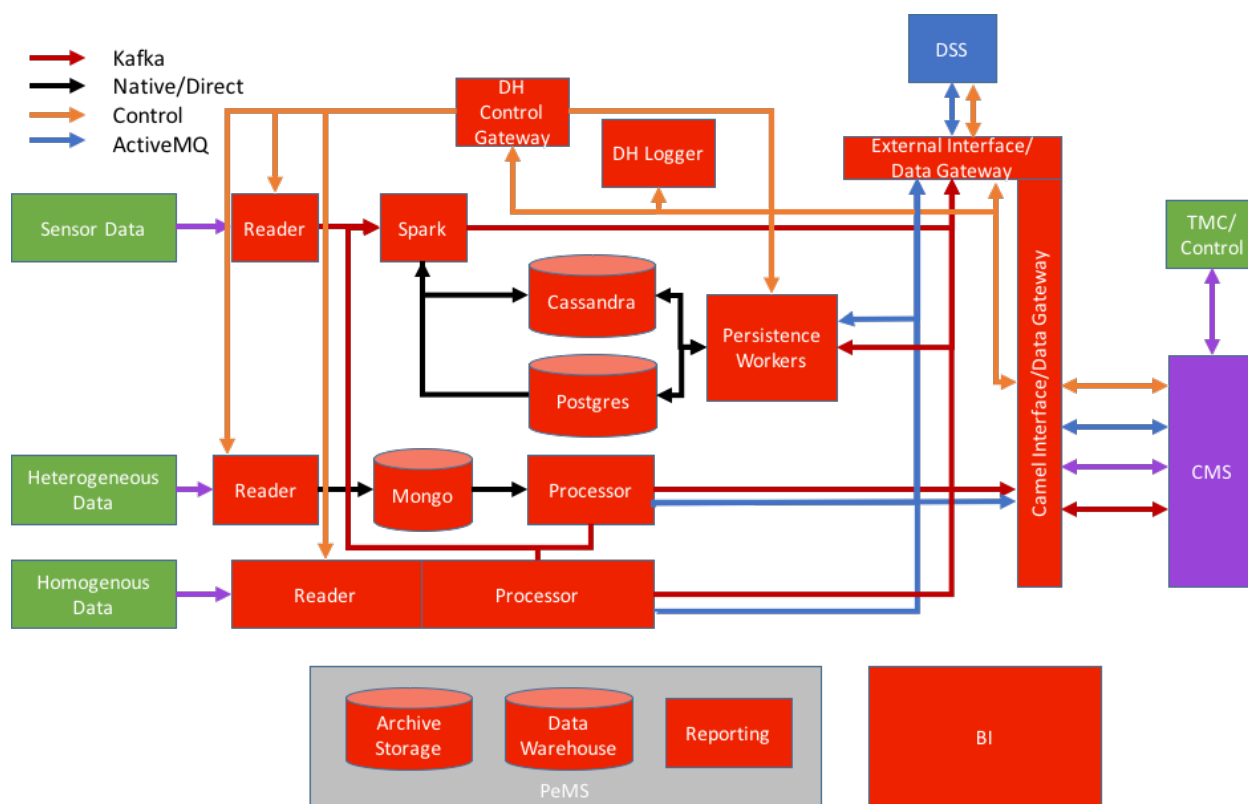 Kafka
Native/Direct
Control
ActiveMQ
DSS
DH
Control
Gateway
DH Logger
External Interface/
Data Gateway
Sensor Data
Reader
Spark
TMC/
Control
Cassandra
Persistence
Workers
Postgres
Camel Interface/Data Gateway
Heterogeneous
Data
Reader
Mongo
Processor
CMS
Homogenous
Data
Reader
Processor
Archive
Storage
Data
Warehouse
Reporting
BI
PeMS